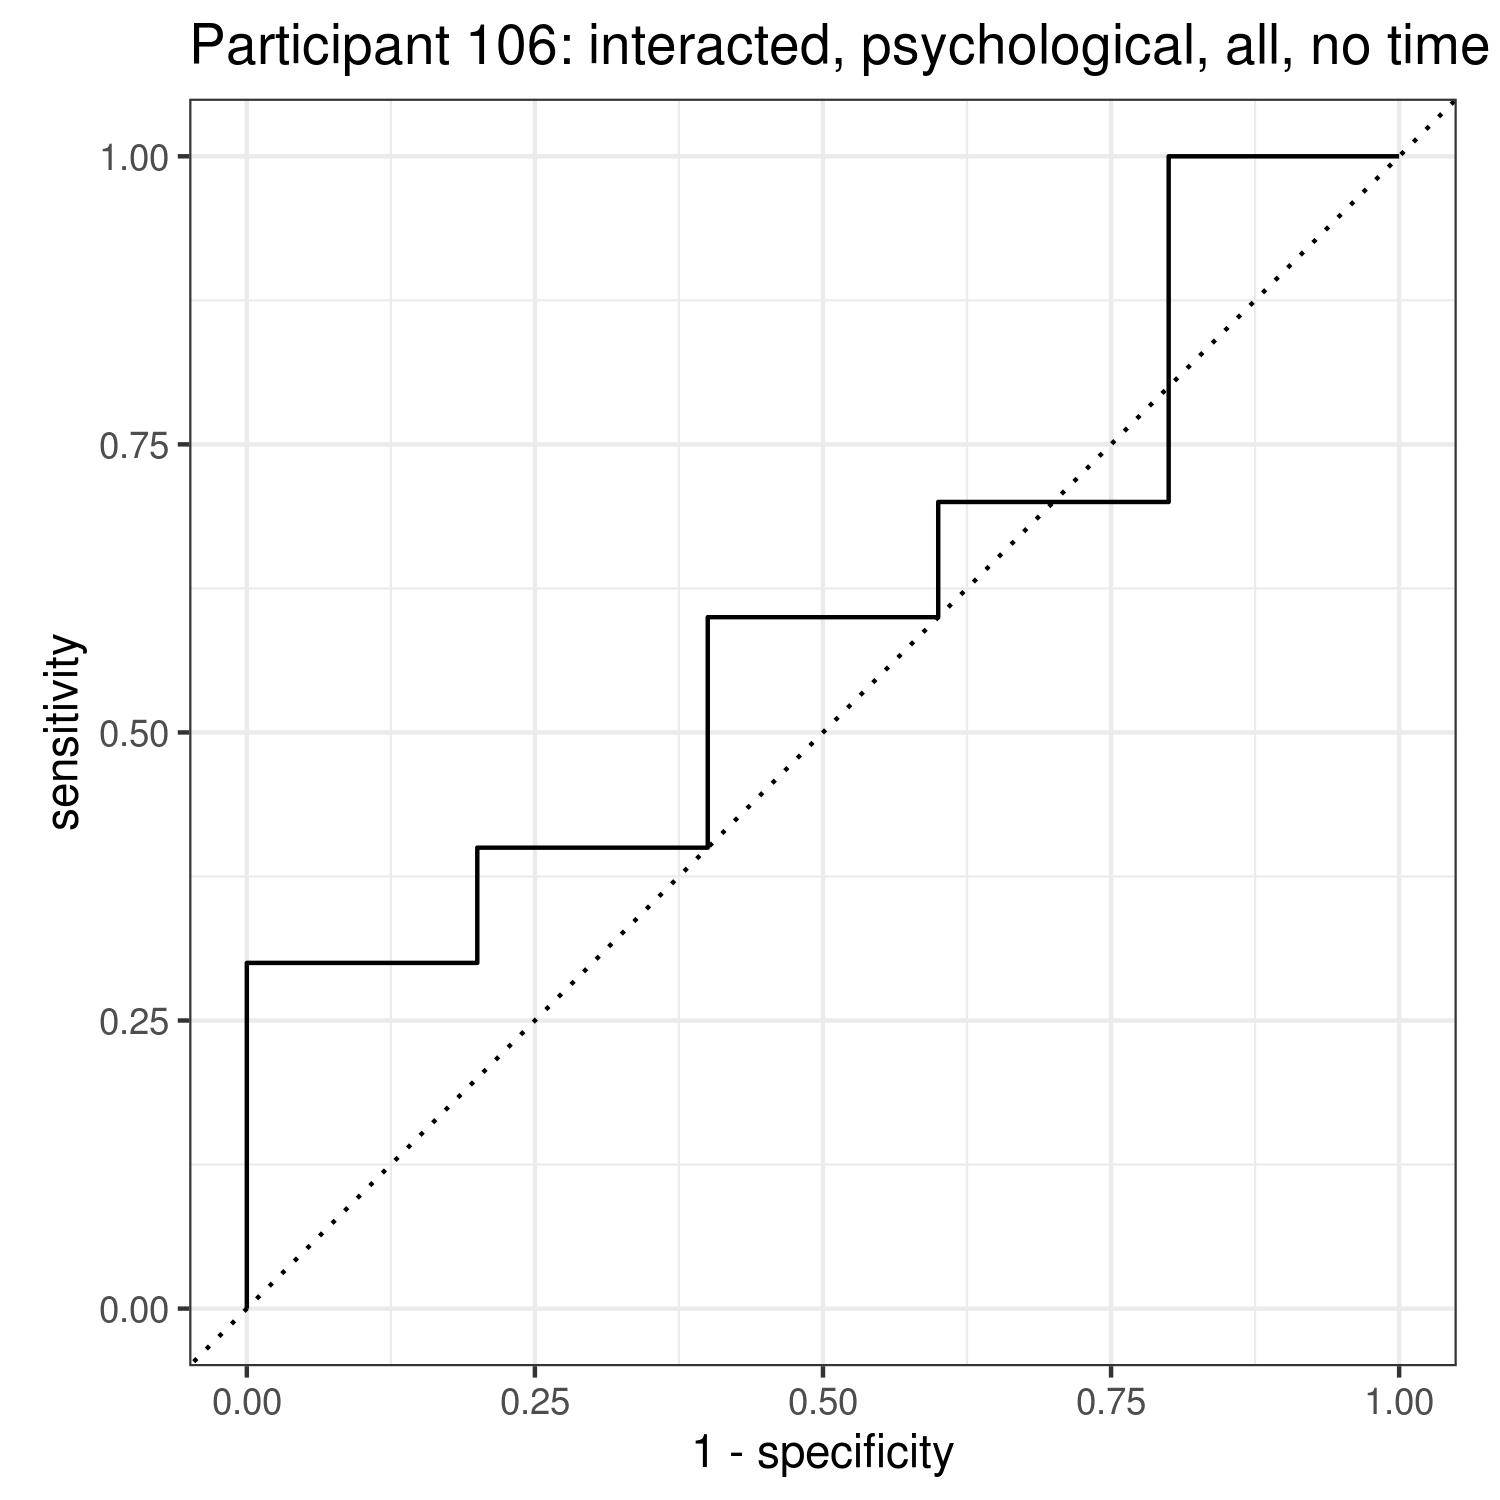 Participant 106: interacted, psychological, all, no time
1.00
0.75
0.50
0.25
0.00
sensitivity
0.00 0.25 0.50 0.75 1.00
1 - specificity